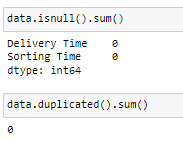 data.isnull().sum()
Delivery Time    0
Sorting Time     0
dtype: int64
data.duplicated().sum()
0